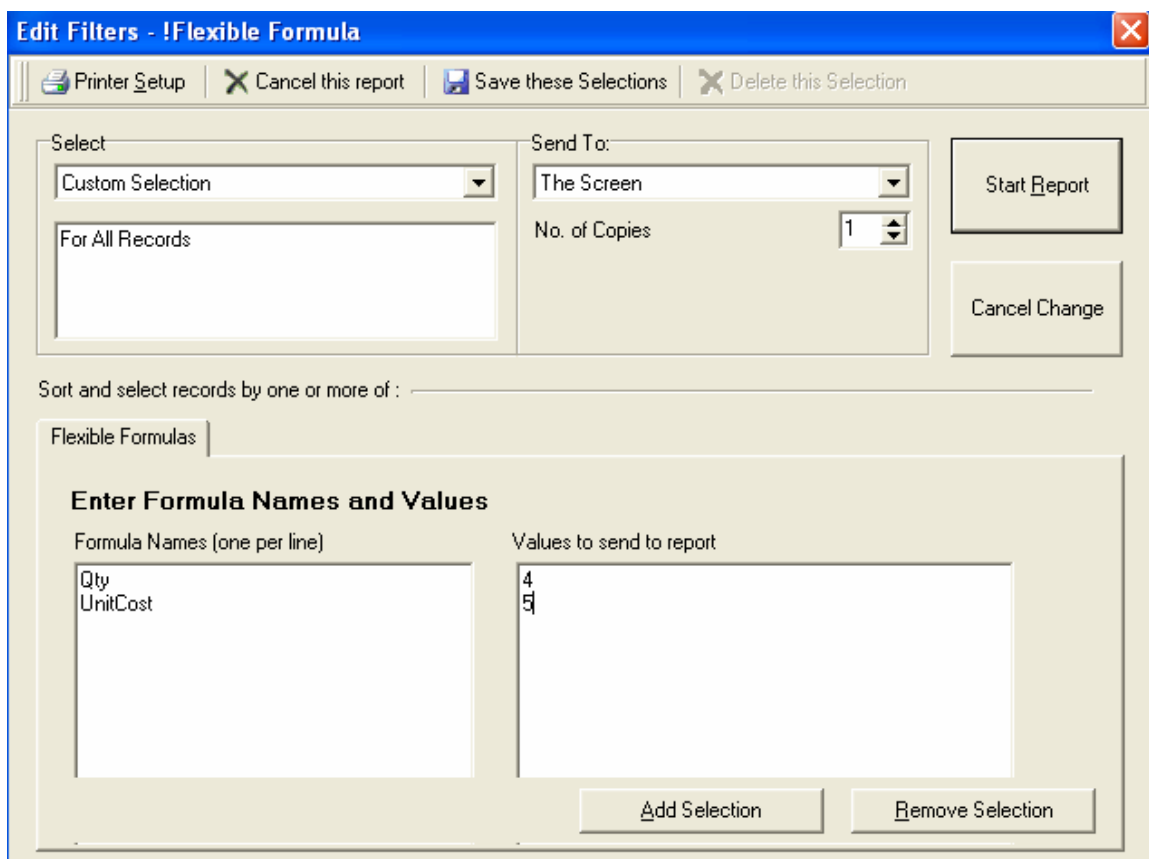 Edit Filters - !Flexible Formula
Printer Setup
Cancel this report
Save these Selections
Delete this Selection
Select
Custom Selection
For All Records
Send To:
The Screen
No. of Copies
1
Start Report
Cancel Change
Sort and select records by one or more of :
Flexible Formulas
Enter Formula Names and Values
Formula Names (one per line)
Qty
UnitCost
Values to send to report
4
5
Add Selection
Remove Selection